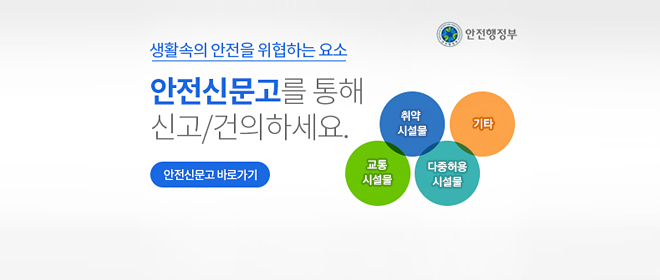 안전행정부
생활속의 안전을 위협하는 요소
안전신문고를 통해
신고/건의하세요.
안전신문고 바로가기
취약
시설물
기타
교통
시설물
다중허용
시설물